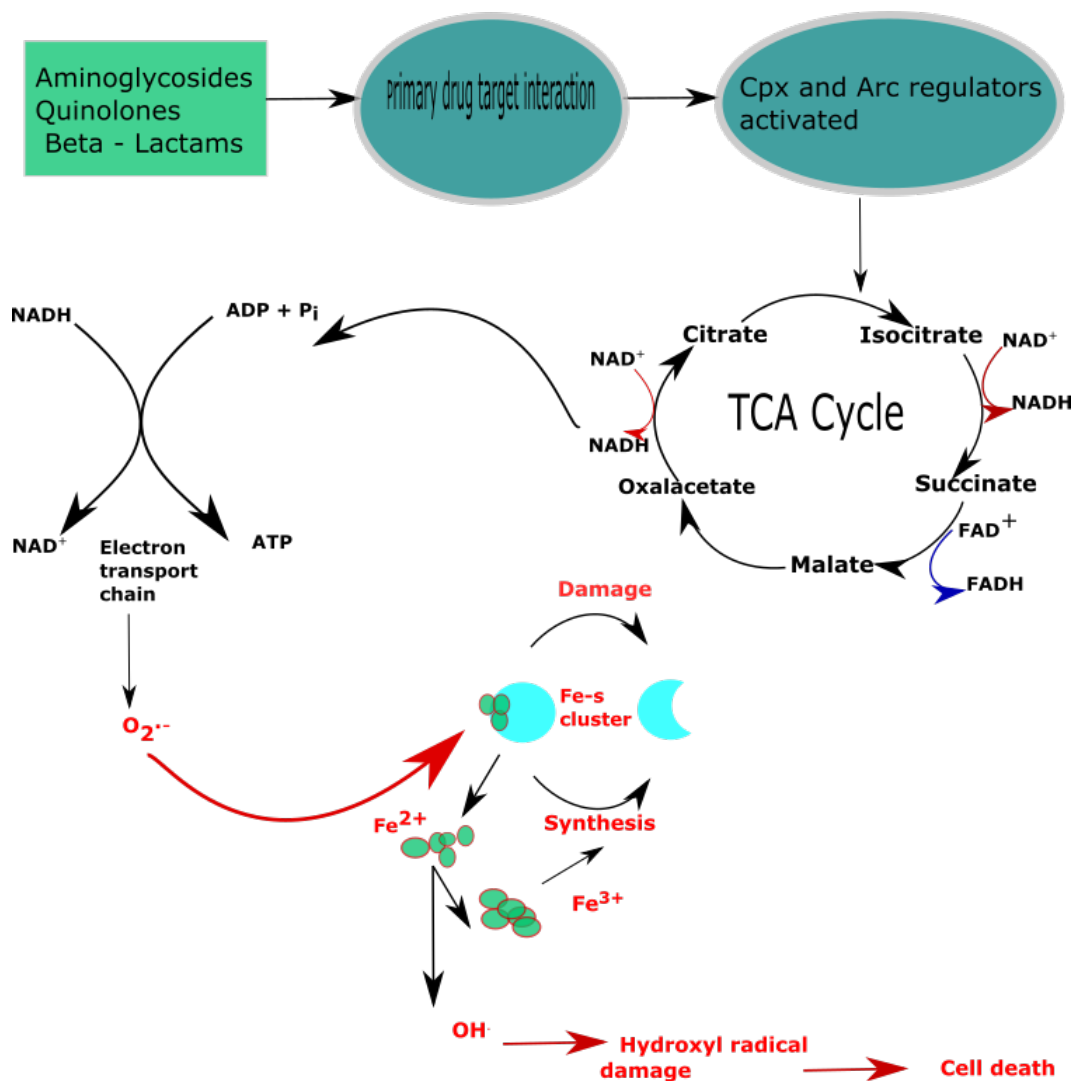 Aminoglycosides
Quinolones
Beta - Lactams
Primary drug target interaction
Cpx and Arc regulators
activated
NADH
ADP + Pi
Citrate
Isocitrate
NAD⁺
NADH
NAD⁺
NADH
TCA Cycle
Oxalacetate
Succinate
FAD⁺
FADH
Malate
NAD⁺
Electron
transport
chain
ATP
Damage
Fe-s
cluster
O₂·-
Fe²⁺
Synthesis
Fe³⁺
OH·
Hydroxyl radical
damage
Cell death